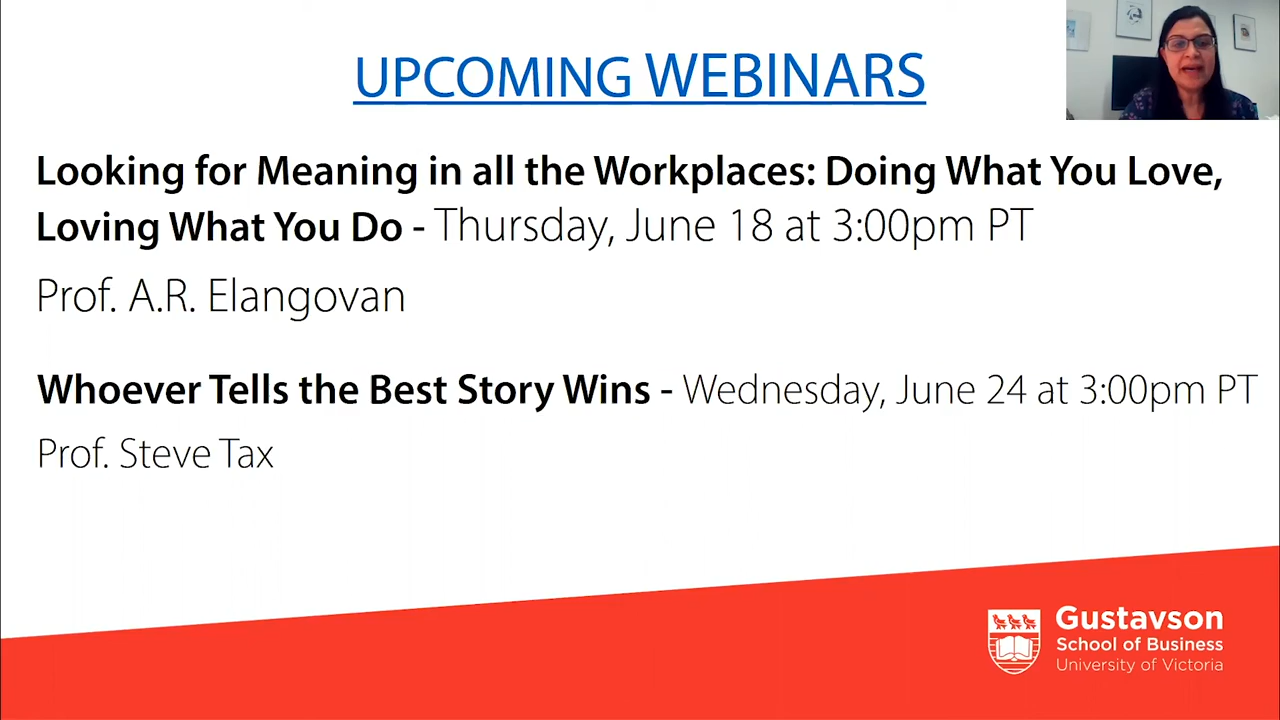 UPCOMING WEBINARS
Looking for Meaning in all the Workplaces: Doing What You Love,
Loving What You Do - Thursday, June 18 at 3:00pm PT
Prof. A.R. Elangovan
Whoever Tells the Best Story Wins - Wednesday, June 24 at 3:00pm PT
Prof. Steve Tax
Gustavson
School of Business
University of Victoria